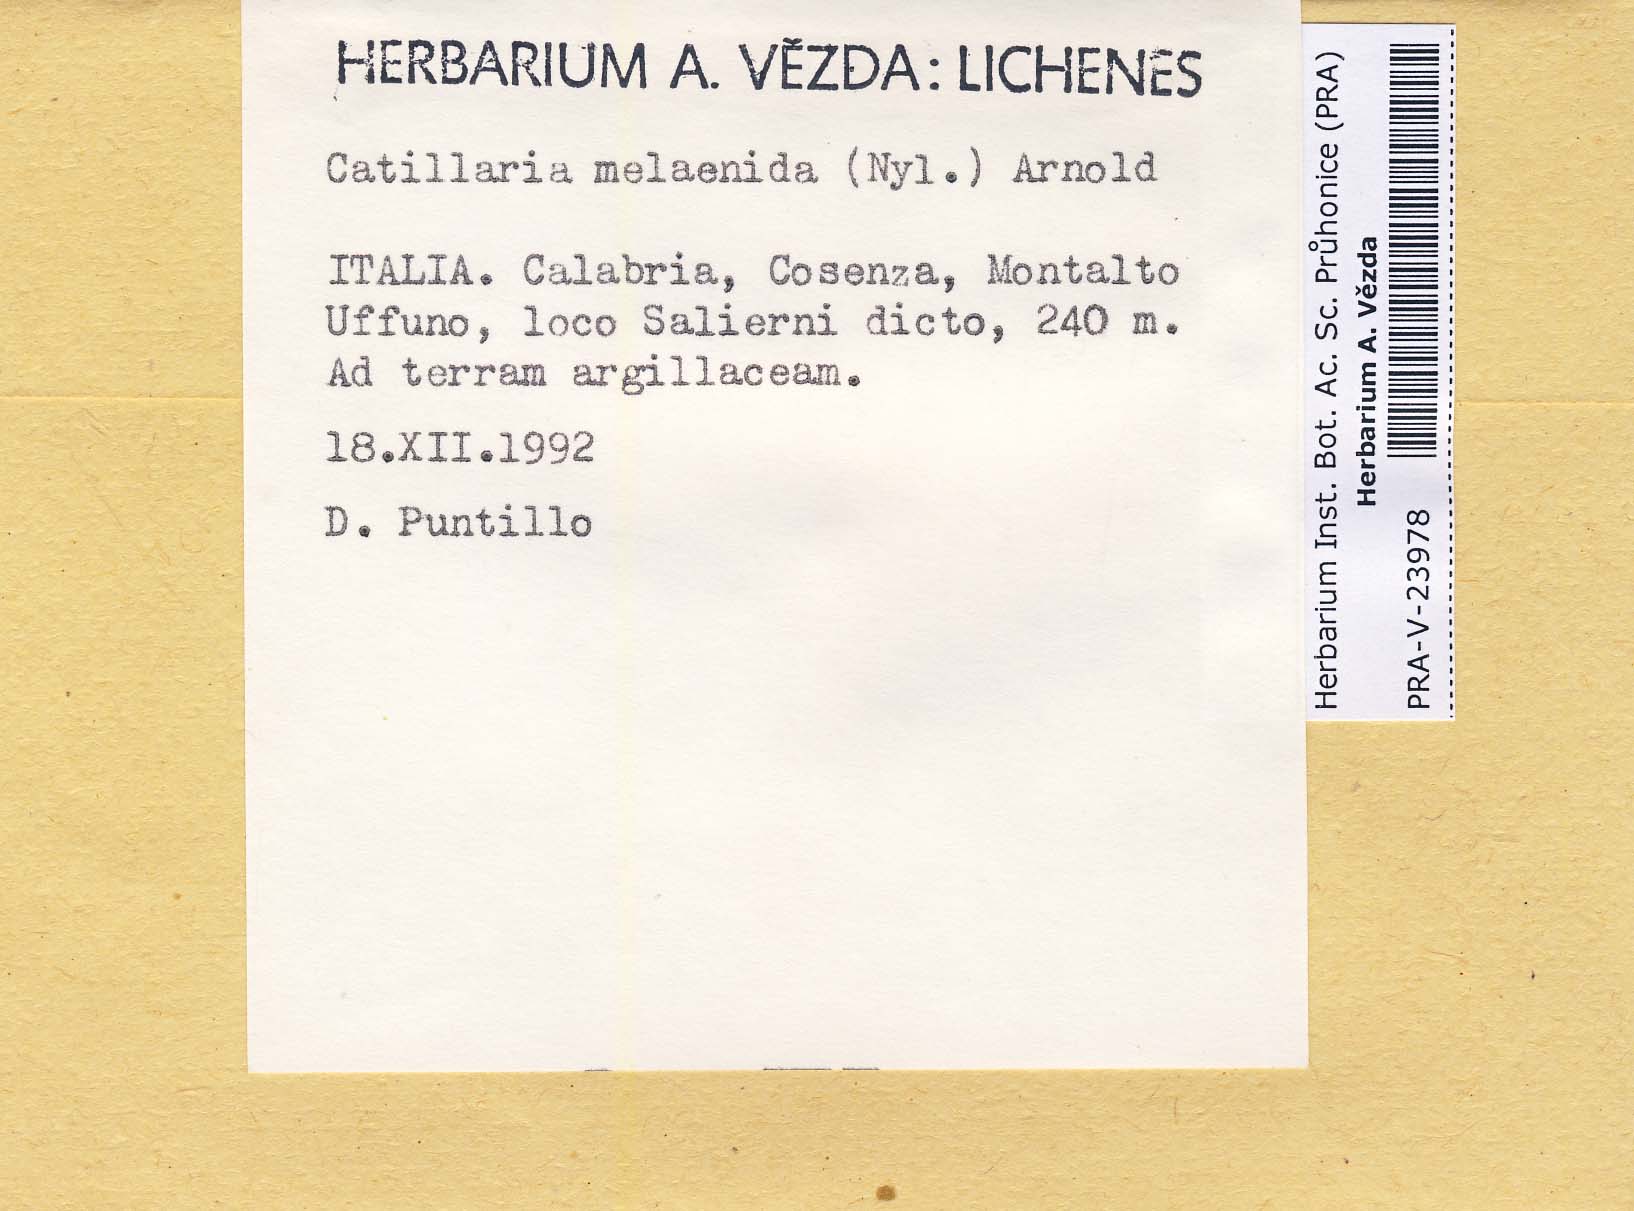 HERBARIUM A. VĚZDA: LICHENES
Catillaria melaenida (Nyl.) Arnold
ITALIA. Calabria, Cosenza, Montalto
Uffuno, loco Salierni dicto, 240 m.
Ad terram argillaceam.
18.XII.1992
D. Puntillo
Herbarium Inst. Bot. Ac. Sc. Průhonice (PRA)
Herbarium A. Vězda
PRA-V-23978